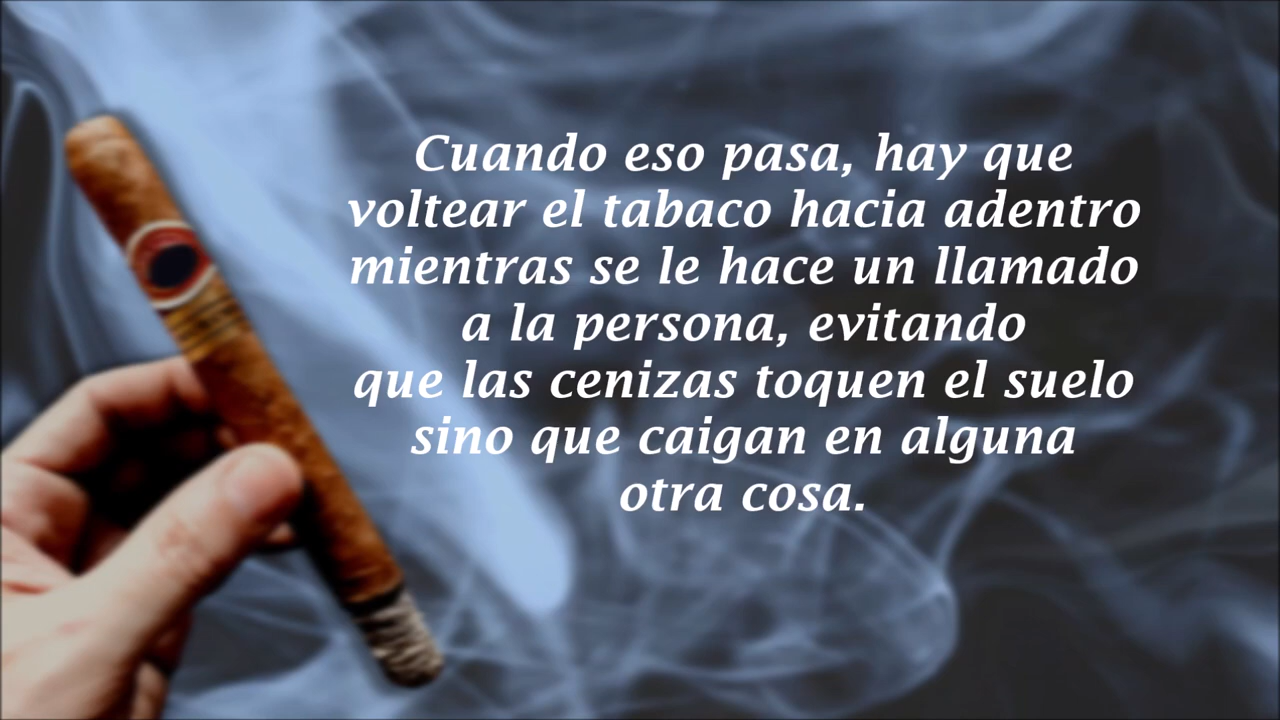 Cuando eso pasa, hay que
voltear el tabaco hacia adentro
mientras se le hace un llamado
a la persona, evitando
que las cenizas toquen el suelo
sino que caigan en alguna
otra cosa.